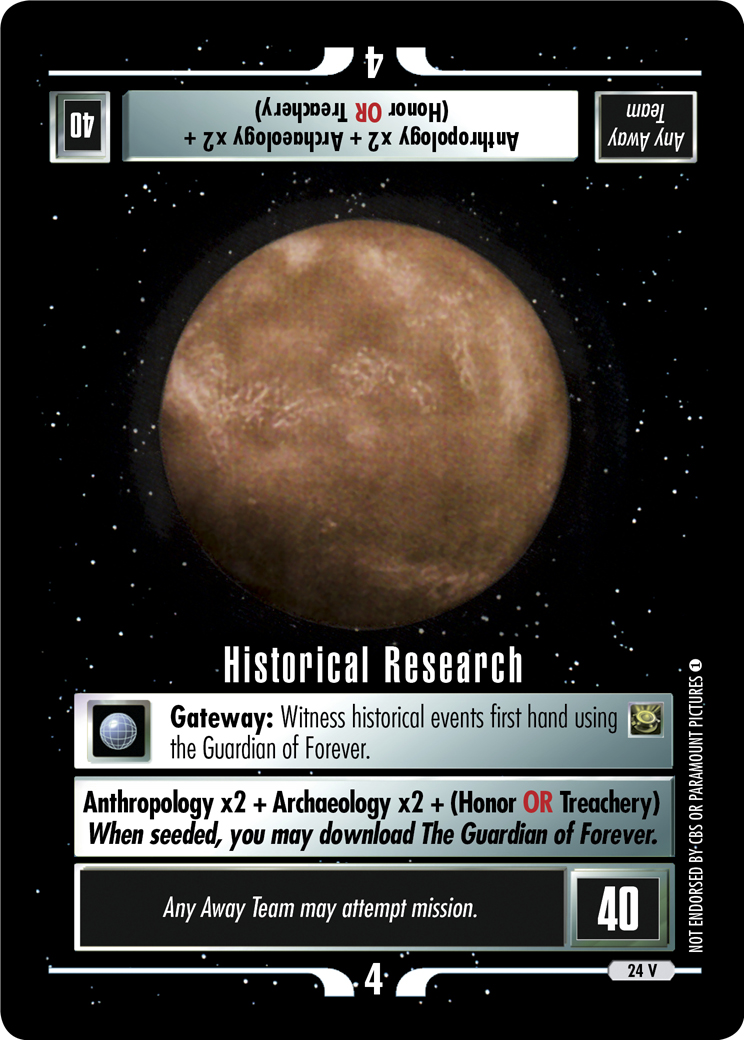 4
40
Anthropology x2 + Archaeology x2 +
(Honor OR Treachery)
Any Away
Team
Historical Research
Gateway: Witness historical events first hand using
the Guardian of Forever.
Anthropology x2 + Archaeology x2 + (Honor OR Treachery)
When seeded, you may download The Guardian of Forever.
Any Away Team may attempt mission.
40
4
24 V
NOT ENDORSED BY CBS OR PARAMOUNT PICTURES 1